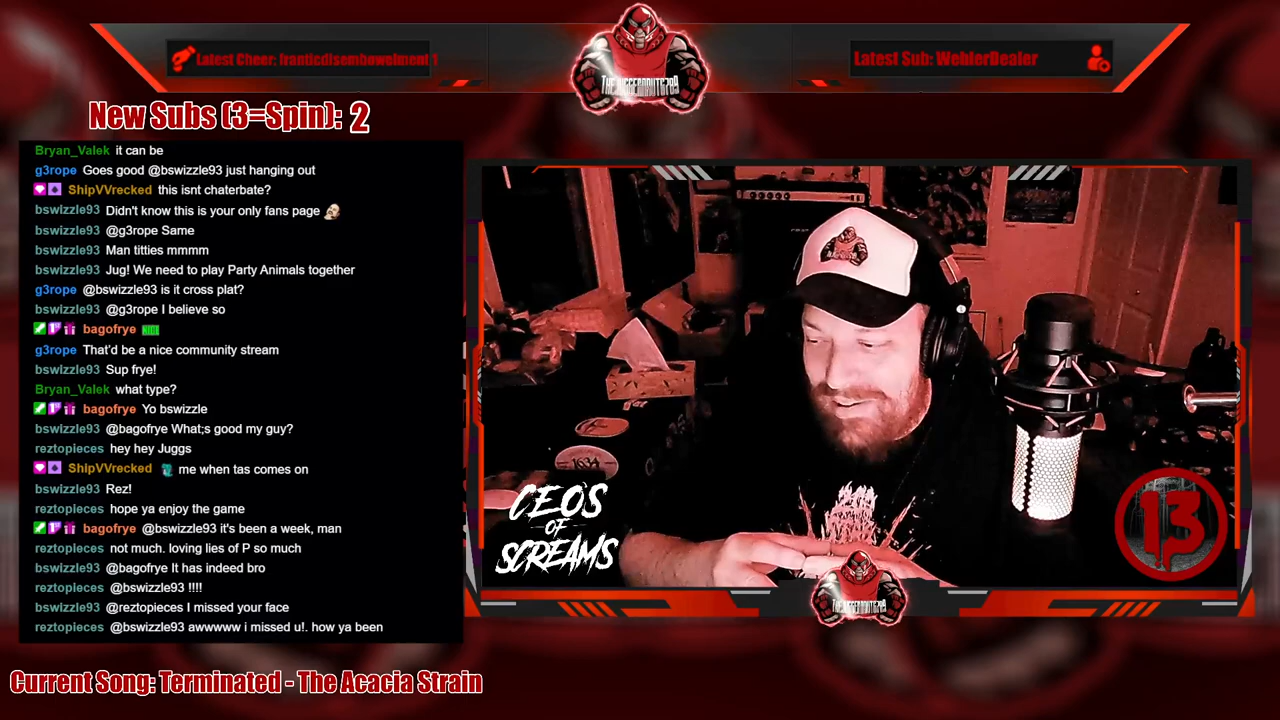 Latest Cheer: lvanticdisembowelment 1
THEJUGGERNAUT6789
Latest Sub: WehlerDealer
New Subs (3=Spin): 2
Bryan_Valek it can be
g3rope Goes good @bswizzle93 just hanging out
ShipVVrecked this isnt chaterbate?
bswizzle93 Didn't know this is your only fans page
bswizzle93 @g3rope Same
bswizzle93 Man titties mmmm
bswizzle93 Jug! We need to play Party Animals together
g3rope @bswizzle93 is it cross plat?
bswizzle93 @g3rope I believe so
bagofrye
g3rope That'd be a nice community stream
bswizzle93 Sup frye!
Bryan_Valek what type?
bagofrye Yo bswizzle
bswizzle93 @bagofrye What;s good my guy?
reztopieces hey hey Juggs
ShipVVrecked me when tas comes on
bswizzle93 Rez!
reztopieces hope ya enjoy the game
bagofrye @bswizzle93 it's been a week, man
reztopieces not much. loving lies of P so much
bswizzle93 @bagofrye It has indeed bro
reztopieces @bswizzle93 !!!!
bswizzle93 @reztopieces I missed your face
reztopieces @bswizzle93 awwwww i missed u!. how ya been
1634
CEO'S
OF
SCREAMS
13
Current Song: Terminated - The Acacia Strain